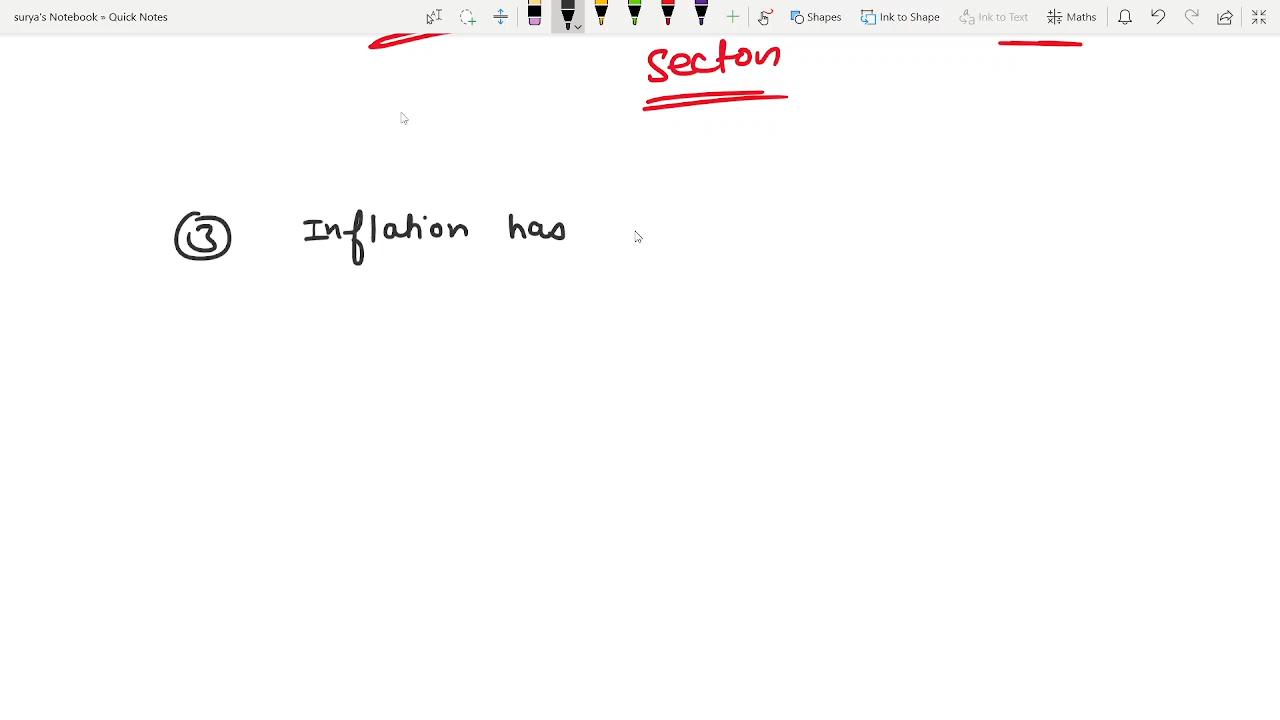 surya's Notebook » Quick Notes
Shapes
Ink to Shape
Ink to Text
Maths
Secton
3 Inflation has